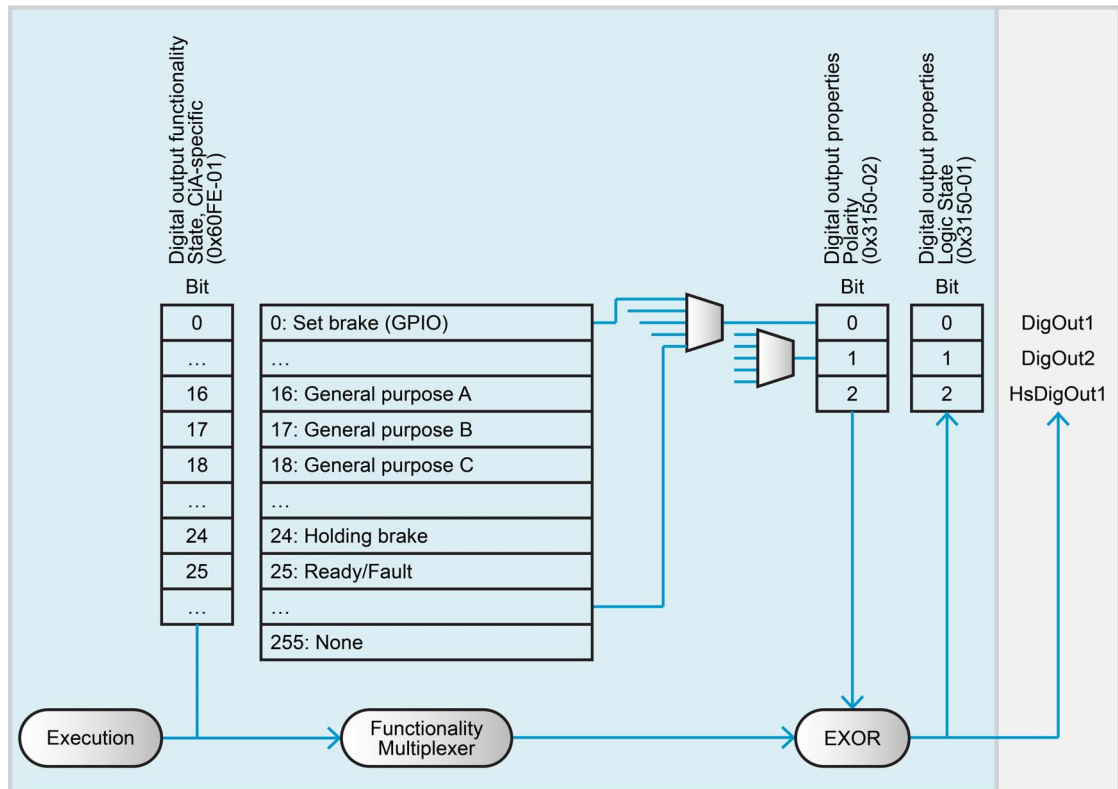 Digital output functionality
State, CiA-specific
(0x60FE-01)
Digital output properties
Polarity
(0x3150-02)
Digital output properties
Logic State
(0x3150-01)
Bit
Bit
Bit
0
0: Set brake (GPIO)
0
0
DigOut1
...
...
1
1
DigOut2
16
16: General purpose A
2
2
HsDigOut1
17
17: General purpose B
18
18: General purpose C
...
...
24
24: Holding brake
25
25: Ready/Fault
...
...
255: None
Execution
Functionality
Multiplexer
EXOR